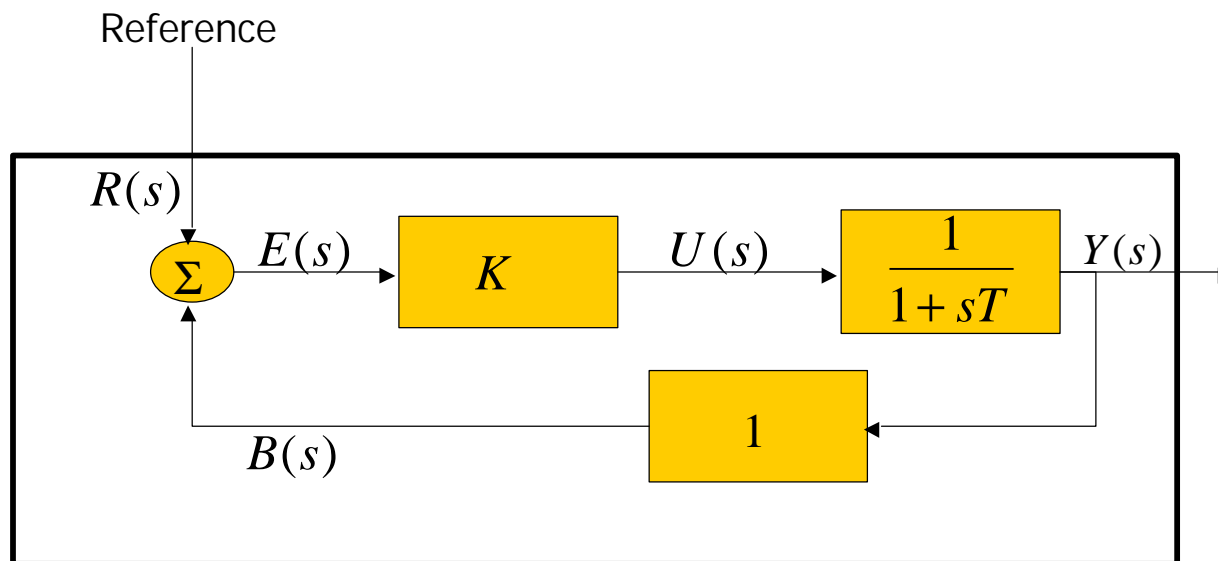 Reference
R(s)
Σ
E(s)
K
U(s)
1
1 + sT
Y(s)
1
B(s)